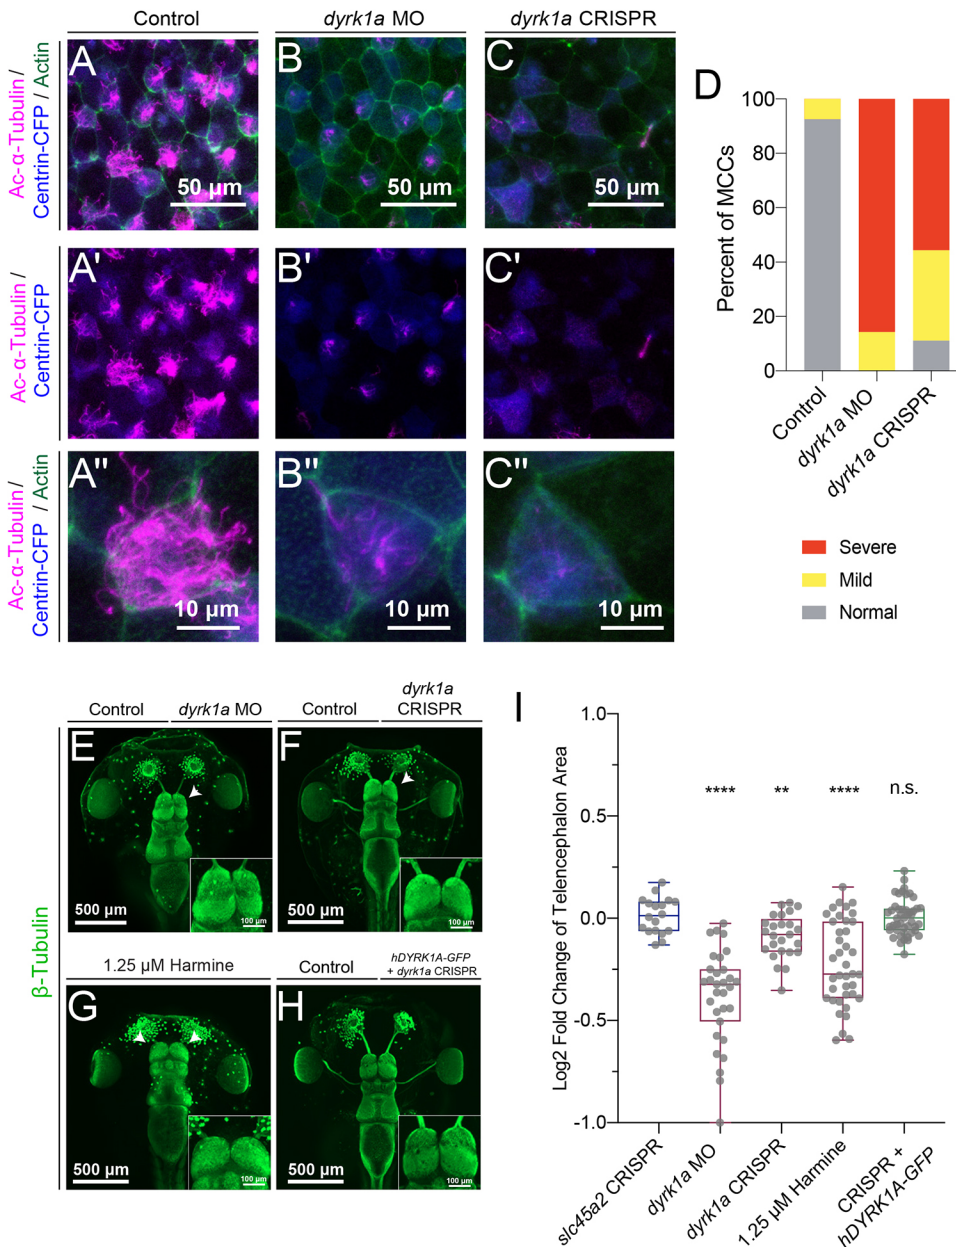 Control
dyrk1a MO
dyrk1a CRISPR
Ac-α-Tubulin /
Centrin-CFP / Actin
A
50 µm
B
50 µm
C
50 µm
Ac-α-Tubulin /
Centrin-CFP
A'
B'
C'
Ac-α-Tubulin /
Centrin-CFP / Actin
A"
10 µm
B"
10 µm
C"
10 µm
D
Percent of MCCs
100
80
60
40
20
0
Control
dyrk1a MO
dyrk1a CRISPR
Severe
Mild
Normal
β-Tubulin
Control
dyrk1a MO
E
500 µm
100 µm
Control
dyrk1a
CRISPR
F
500 µm
100 µm
1.25 µM Harmine
G
500 µm
100 µm
Control
hDYRK1A-GFP
+ dyrk1a CRISPR
H
500 µm
100 µm
I
Log2 Fold Change of Telencephalon Area
1.0
0.5
0.0
-0.5
-1.0
**** ** **** n.s.
slc45a2 CRISPR
dyrk1a MO
dyrk1a CRISPR
1.25 µM Harmine
CRISPR +
hDYRK1A-GFP